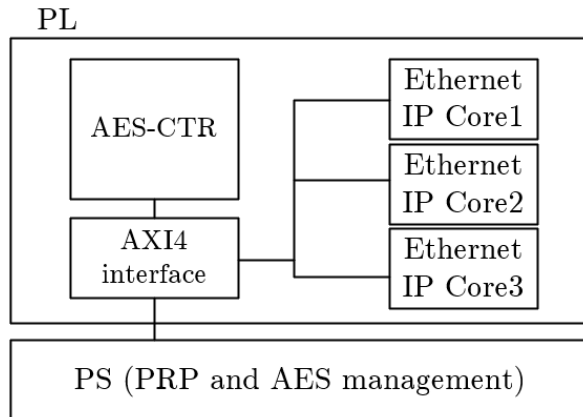 PL
AES-CTR
AXI4
interface
Ethernet
IP Core1
Ethernet
IP Core2
Ethernet
IP Core3
PS (PRP and AES management)